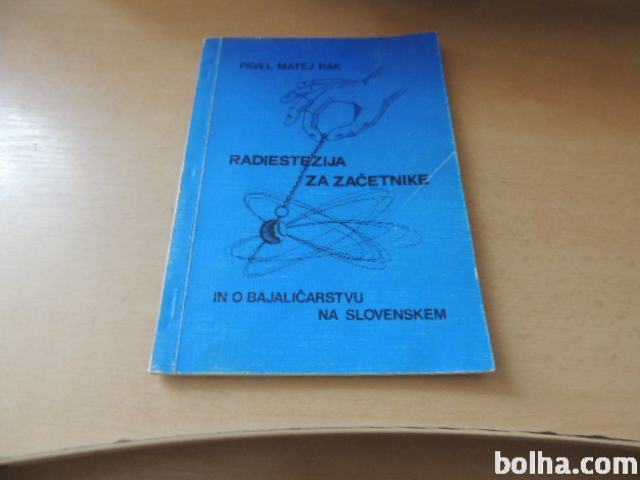 PAVEL MATEJ RAK
RADIESTEZIJA
ZA ZAČETNIKE
IN O BAJALIČARSTVU
NA SLOVENSKEM
bolha.com